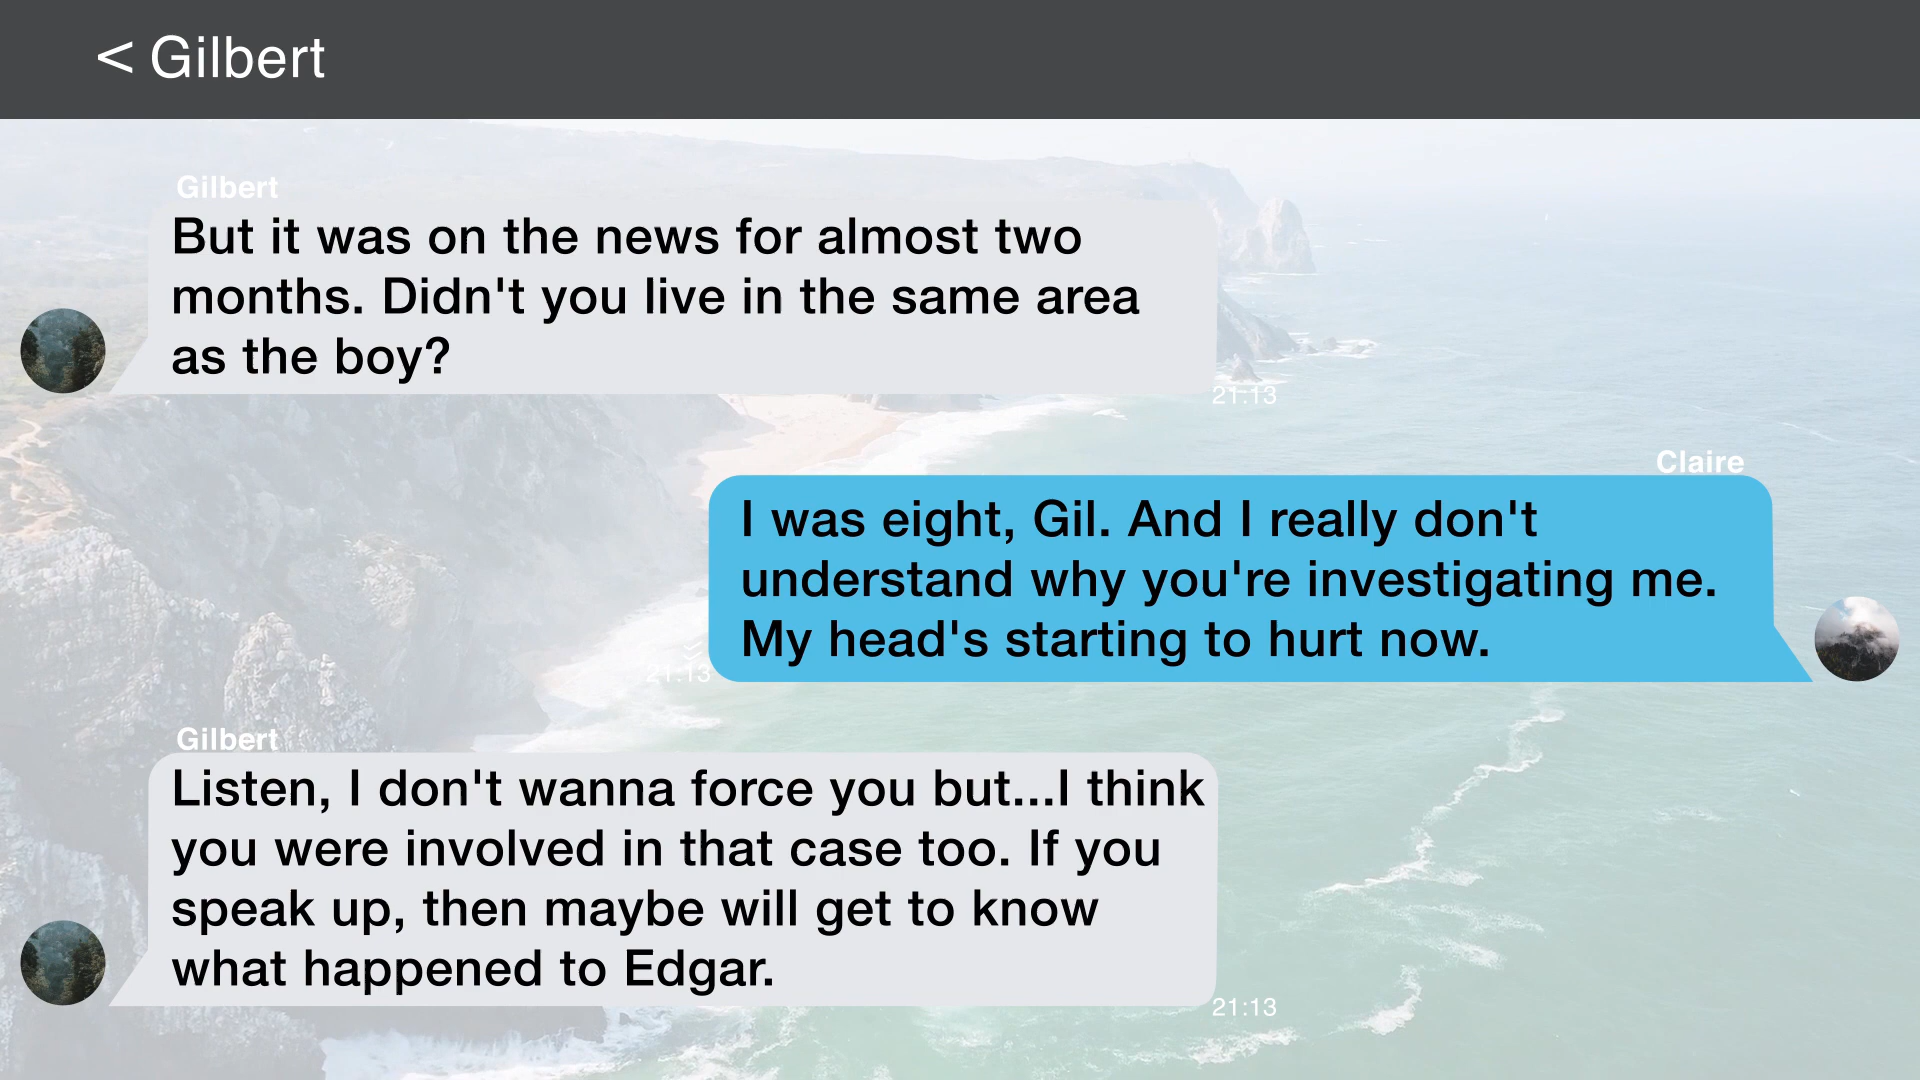 < Gilbert
Gilbert
But it was on the news for almost two
months. Didn't you live in the same area
as the boy?
21:13
Claire
I was eight, Gil. And I really don't
understand why you're investigating me.
My head's starting to hurt now.
21:13
Gilbert
Listen, I don't wanna force you but...I think
you were involved in that case too. If you
speak up, then maybe will get to know
what happened to Edgar.
21:13